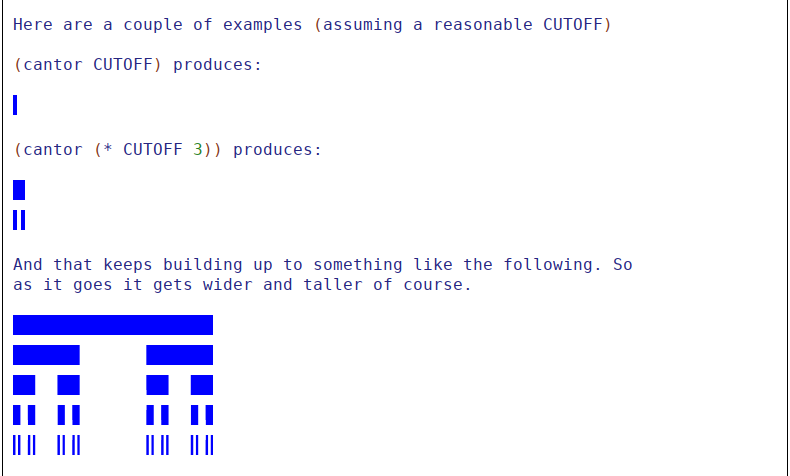 Here are a couple of examples (assuming a reasonable CUTOFF)
(cantor CUTOFF) produces:
(cantor (* CUTOFF 3)) produces:
And that keeps building up to something like the following. So
as it goes it gets wider and taller of course.